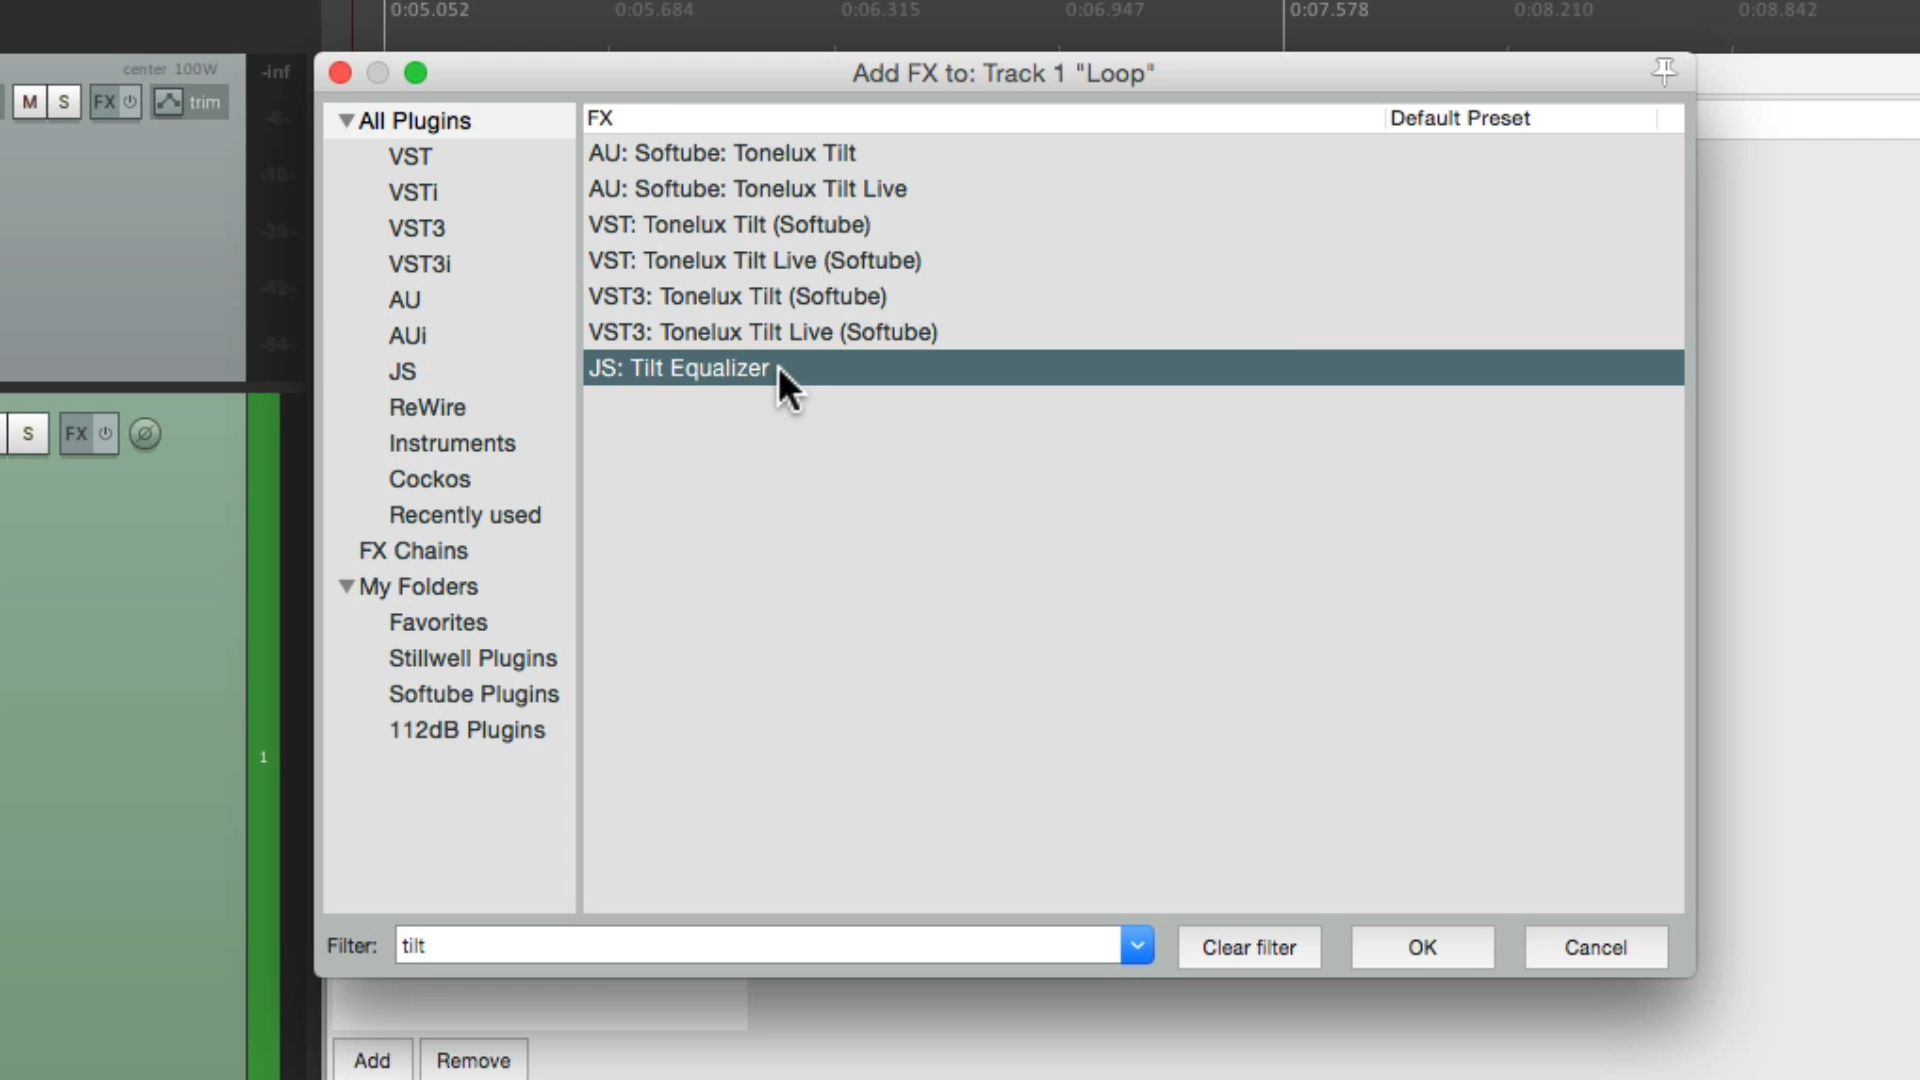 0:05.052 0:05.684 0:06.315 0:06.947 0:07.578 0:08.210 0:08.842
center 100W
M S FX trim
-inf
-18-
-42-
-54-
S FX
1
Add FX to: Track 1 "Loop"
All Plugins
VST
VSTi
VST3
VST3i
AU
AUi
JS
ReWire
Instruments
Cockos
Recently used
FX Chains
My Folders
Favorites
Stillwell Plugins
Softube Plugins
112dB Plugins
FX Default Preset
AU: Softube: Tonelux Tilt
AU: Softube: Tonelux Tilt Live
VST: Tonelux Tilt (Softube)
VST: Tonelux Tilt Live (Softube)
VST3: Tonelux Tilt (Softube)
VST3: Tonelux Tilt Live (Softube)
JS: Tilt Equalizer
Filter: tilt Clear filter OK Cancel
Add Remove